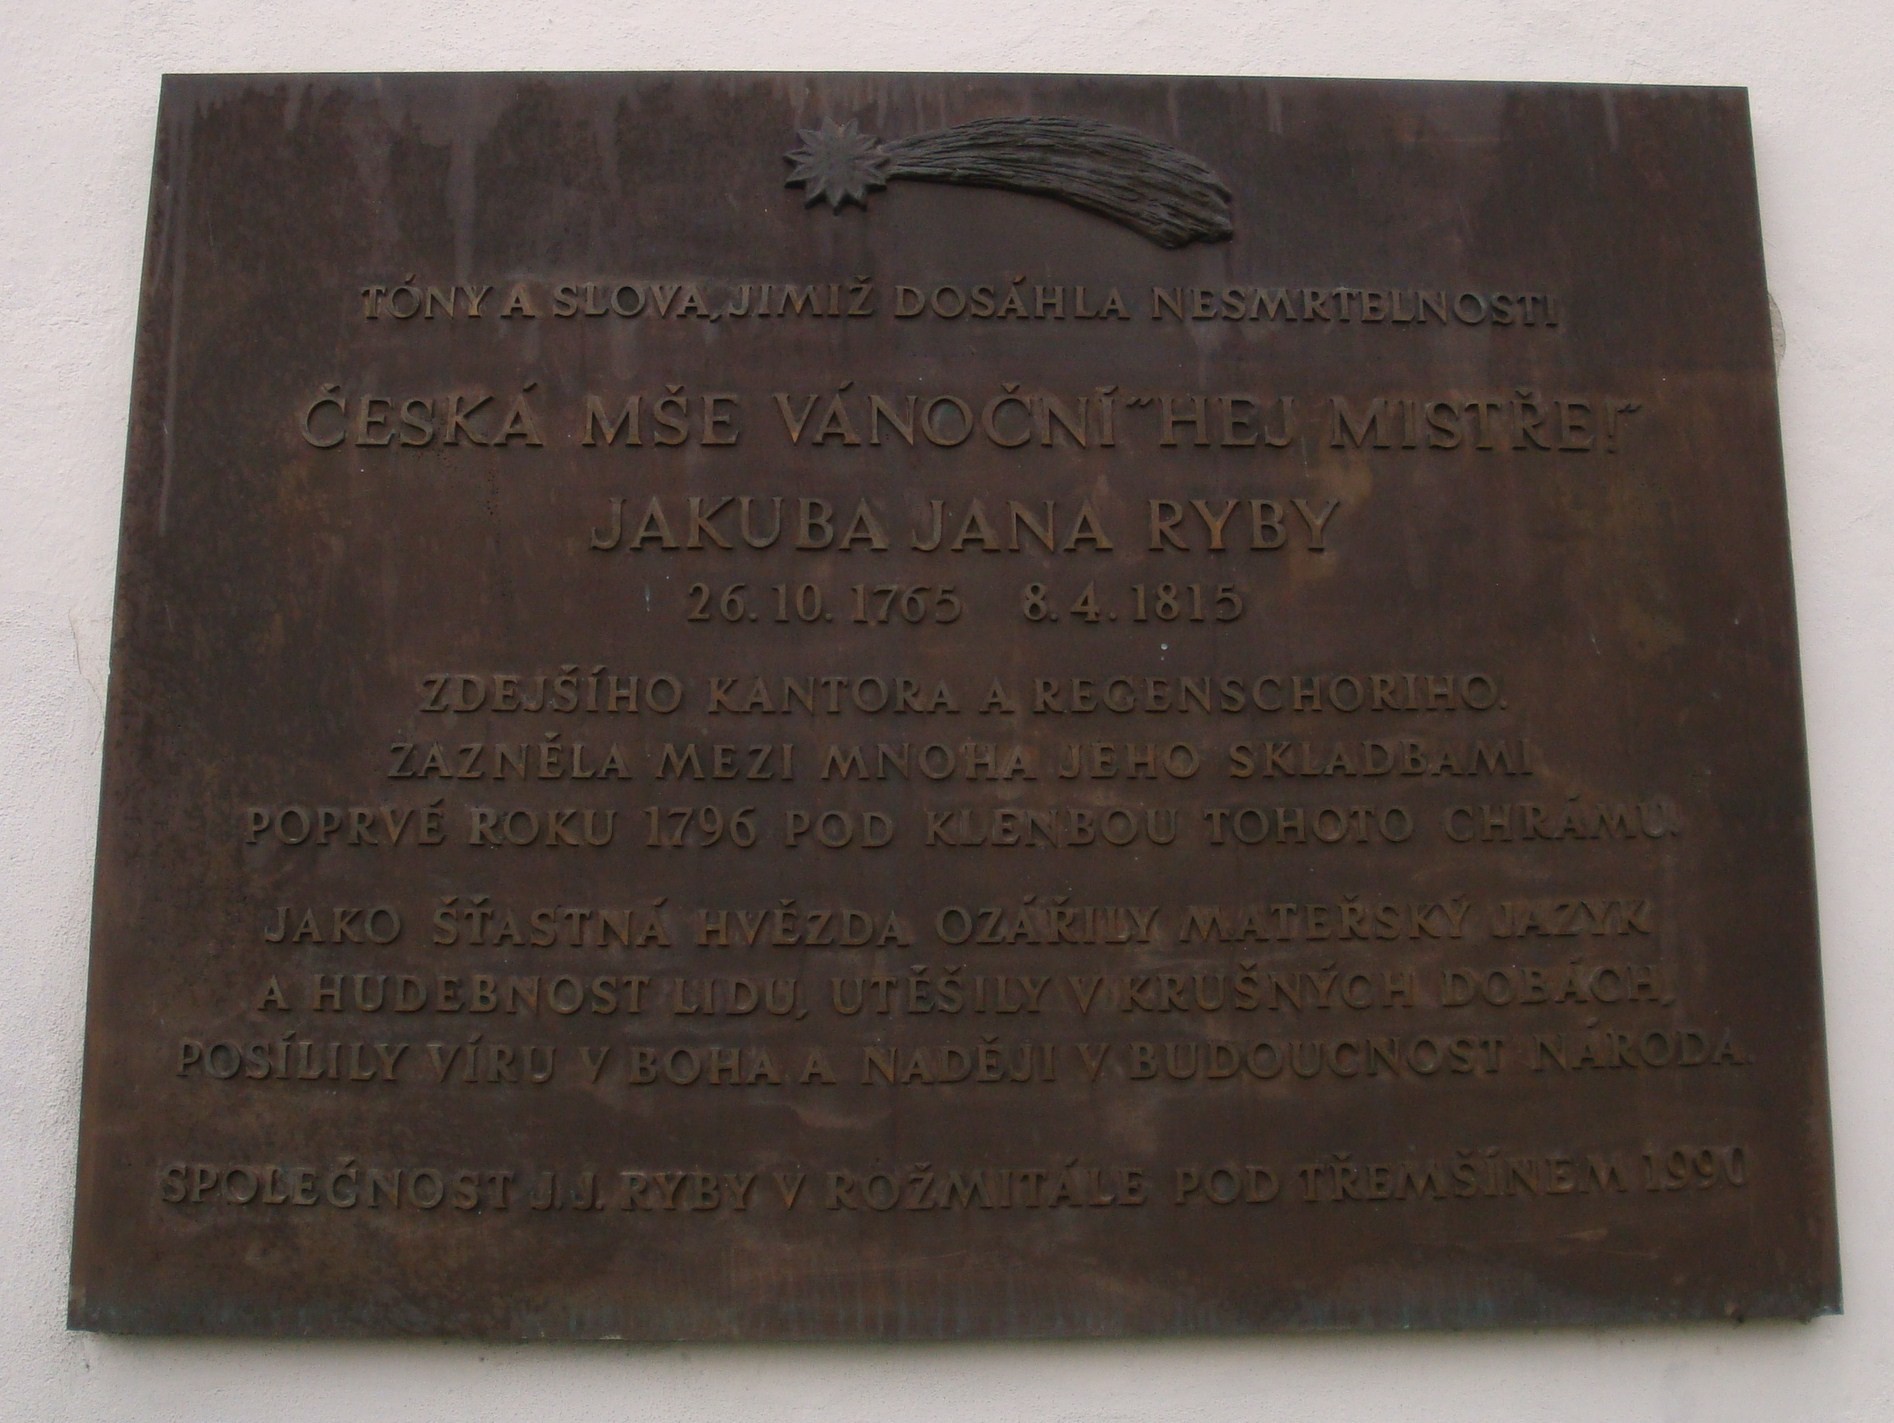 TÓNY A SLOVA, JIMIŽ DOSÁHLA NESMRTELNOSTI
ČESKÁ MŠE VÁNOČNÍ "HEJ MISTŘE!"
JAKUBA JANA RYBY
26. 10. 1765 8. 4. 1815
ZDEJŠÍHO KANTORA A REGENSCHORIHO.
ZAZNĚLA MEZI MNOHA JEHO SKLADBAMI
POPRVÉ ROKU 1796 POD KLENBOU TOHOTO CHRÁMU.
JAKO ŠŤASTNÁ HVĚZDA OZÁŘILY MATEŘSKÝ JAZYK
A HUDEBNOST LIDU, UTĚŠILY V KRUŠNÝCH DOBÁCH,
POSÍLILY VÍRU V BOHA A NADĚJI V BUDOUCNOST NÁRODA.
SPOLEČNOST J. J. RYBY V ROŽMITÁLE POD TŘEMŠÍNEM 1990